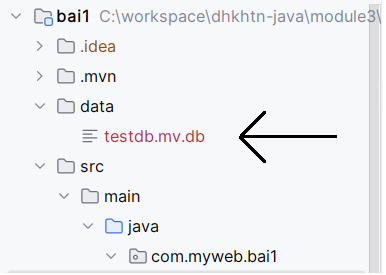 bai1 C:\workspace\dhkhtn-java\module3\
.idea
.mvn
data
testdb.mv.db
src
main
java
com.myweb.bai1